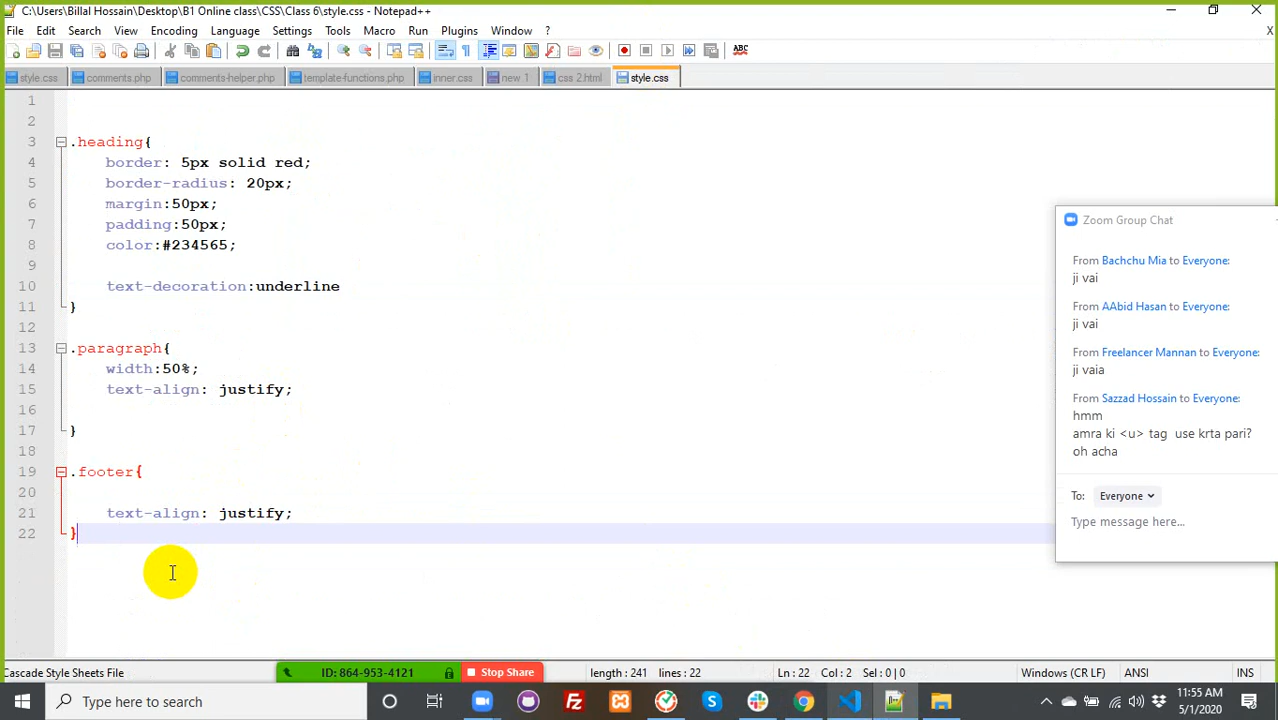 C:\Users\Billal Hossain\Desktop\B1 Online class\CSS\Class 6\style.css - Notepad++
File Edit Search View Encoding Language Settings Tools Macro Run Plugins Window ?
X
ABC
style.css comments.php comments-helper.php template-functions.php inner.css new 1 css 2.html style.css
1
2
3 .heading{
4 border: 5px solid red;
5 border-radius: 20px;
6 margin:50px;
7 padding:50px;
8 color:#234565;
9
10 text-decoration:underline
11 }
12
13 .paragraph{
14 width:50%;
15 text-align: justify;
16
17 }
18
19 .footer{
20
21 text-align: justify;
22 }
Zoom Group Chat
From Bachchu Mia to Everyone:
ji vai
From AAbid Hasan to Everyone:
ji vai
From Freelancer Mannan to Everyone:
ji vaia
From Sazzad Hossain to Everyone:
hmm
amra ki <u> tag use krta pari?
oh acha
To: Everyone
Type message here...
Cascade Style Sheets File ID: 864-953-4121 Stop Share length : 241 lines : 22 Ln : 22 Col : 2 Sel : 0 | 0 Windows (CR LF) ANSI INS
Type here to search
11:55 AM
5/1/2020